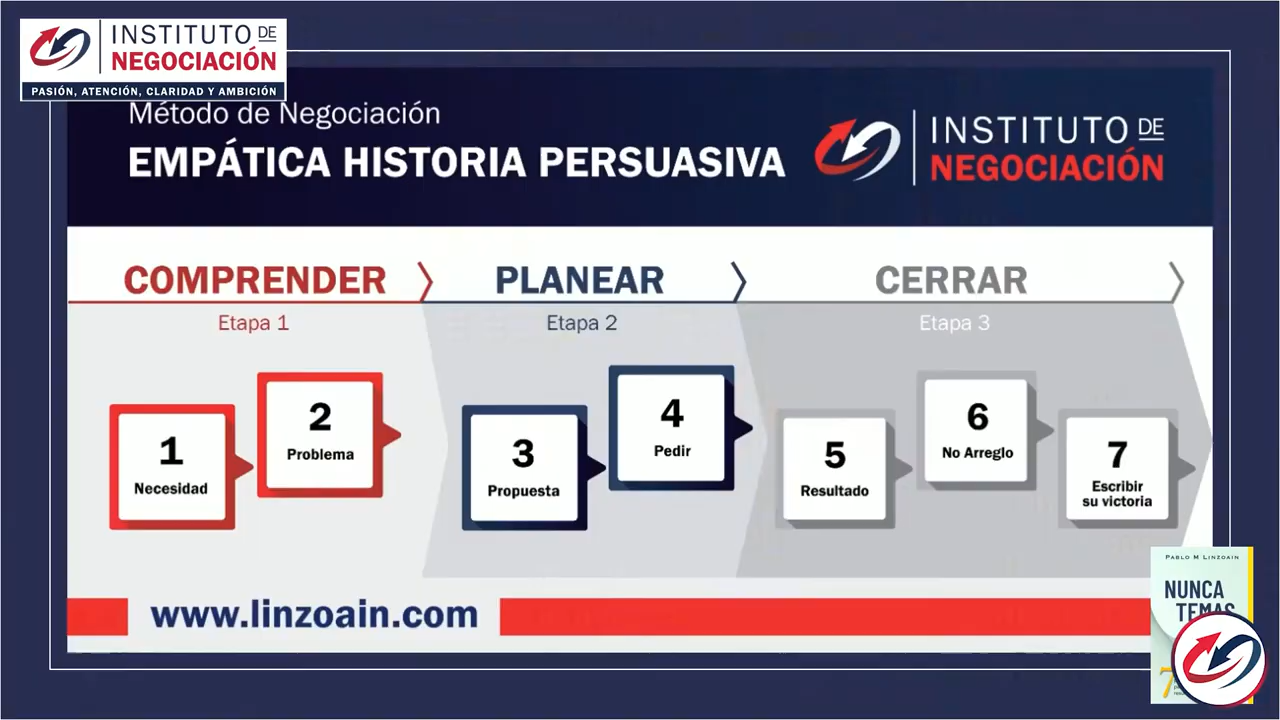 INSTITUTO DE
NEGOCIACIÓN
PASIÓN, ATENCIÓN, CLARIDAD Y AMBICIÓN
Método de Negociación
EMPÁTICA HISTORIA PERSUASIVA
INSTITUTO DE
NEGOCIACIÓN
COMPRENDER
PLANEAR
CERRAR
Etapa 1
Etapa 2
Etapa 3
1
Necesidad
2
Problema
3
Propuesta
4
Pedir
5
Resultado
6
No Arreglo
7
Escribir
su victoria
www.linzoain.com
PABLO M LINZOAIN
NUNCA
TEMAS
7